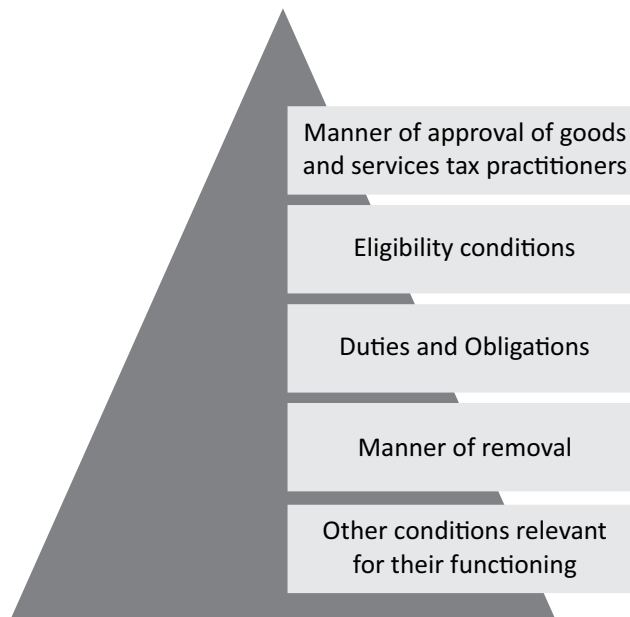 Manner of approval of goods
and services tax practitioners
Eligibility conditions
Duties and Obligations
Manner of removal
Other conditions relevant
for their functioning